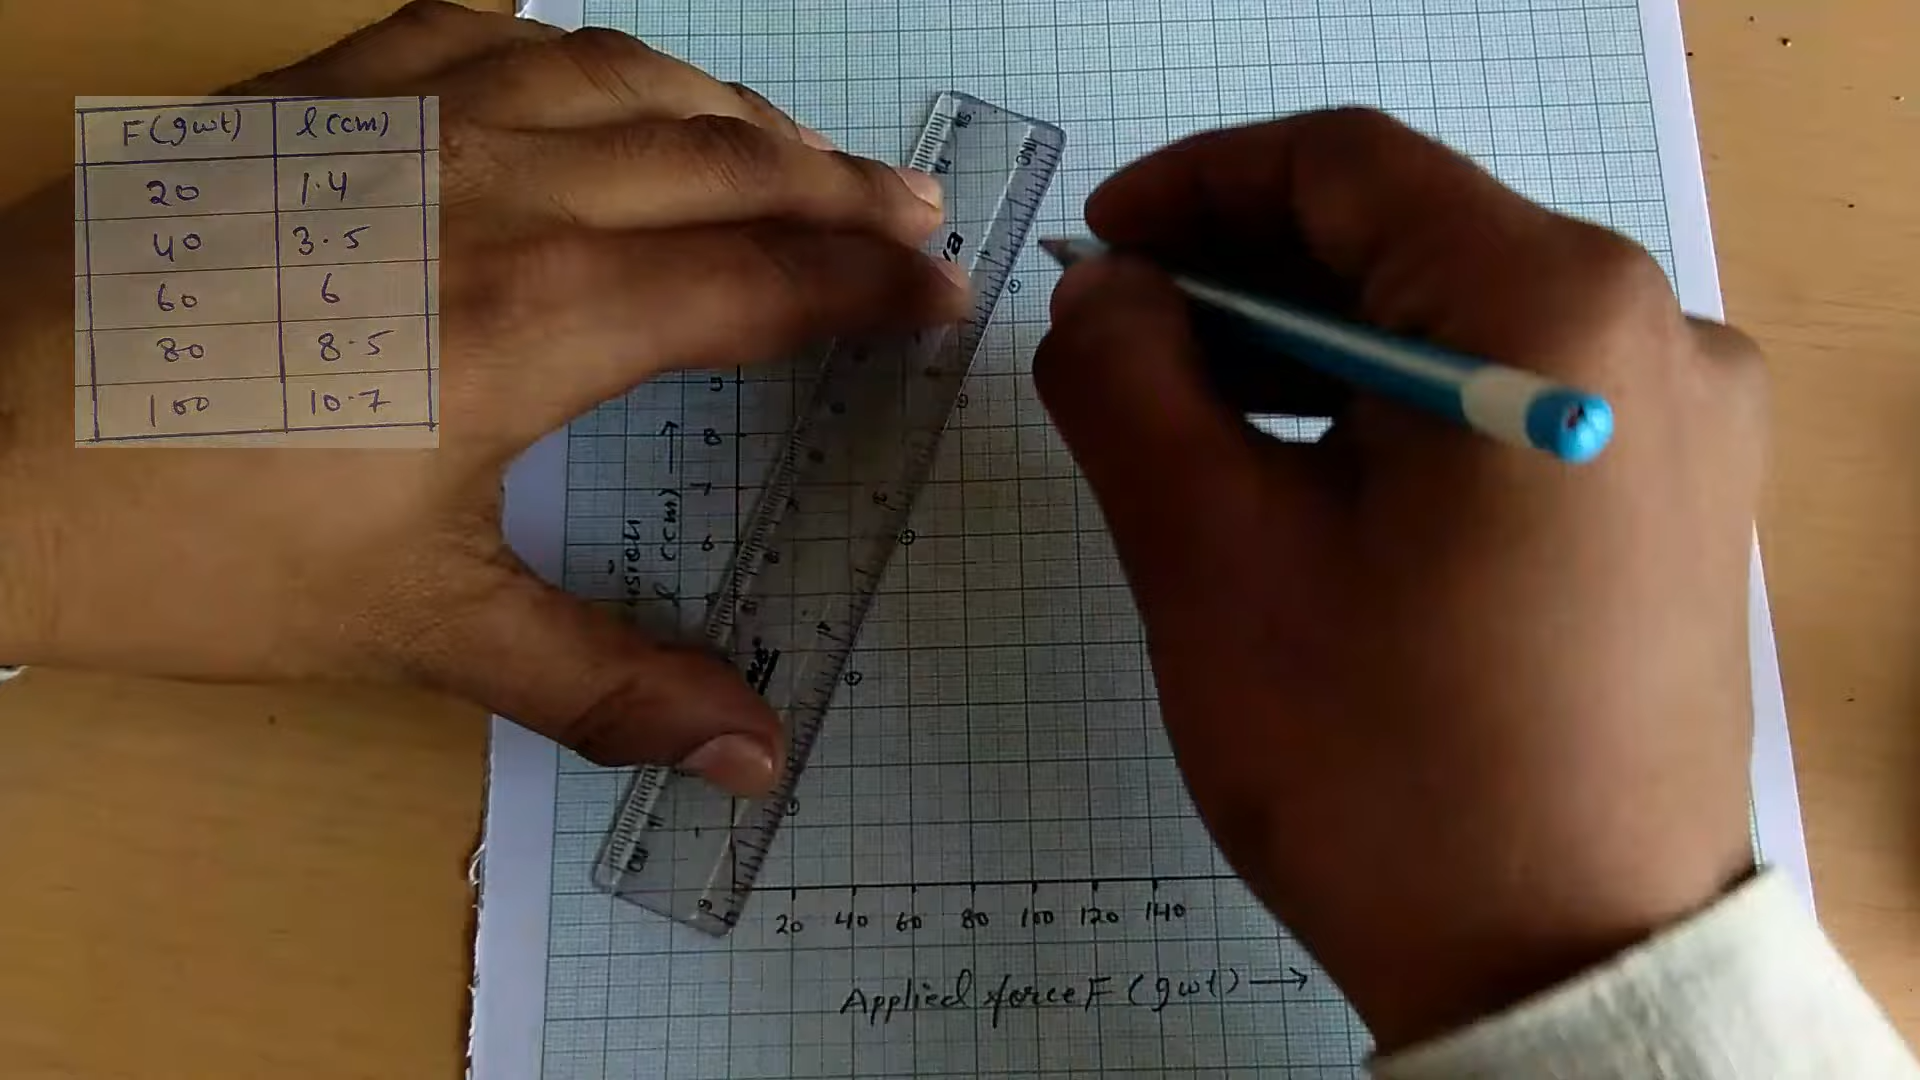 F(gwt) l(cm)
20 1.4
40 3.5
60 6
80 8.5
100 10.7
9
8
7
6
l (cm) →
20 40 60 80 100 120 140
Applied force F (gwt) →